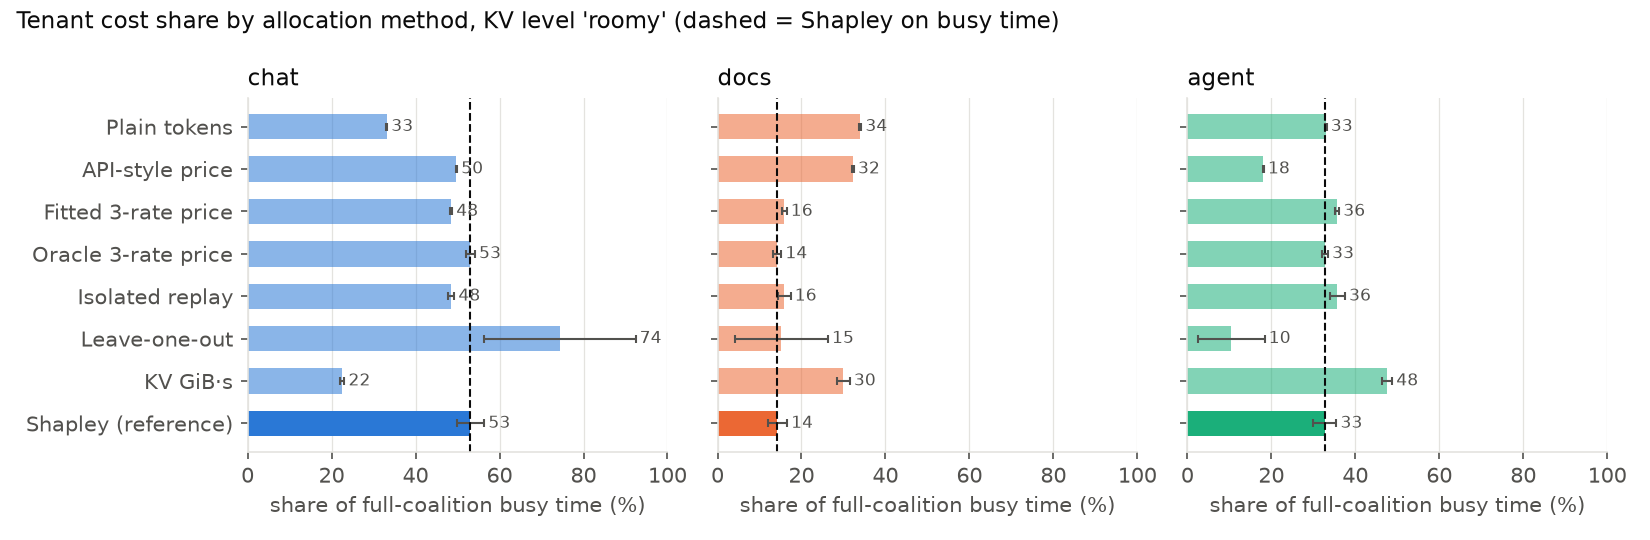 Tenant cost share by allocation method, KV level 'roomy' (dashed = Shapley on busy time)
chat
docs
agent
Plain tokens
33
34
33
API-style price
50
32
18
Fitted 3-rate price
48
16
36
Oracle 3-rate price
53
14
33
Isolated replay
48
16
36
Leave-one-out
74
15
10
KV GiB·s
22
30
48
Shapley (reference)
53
14
33
0 20 40 60 80 100
0 20 40 60 80 100
0 20 40 60 80 100
share of full-coalition busy time (%)
share of full-coalition busy time (%)
share of full-coalition busy time (%)